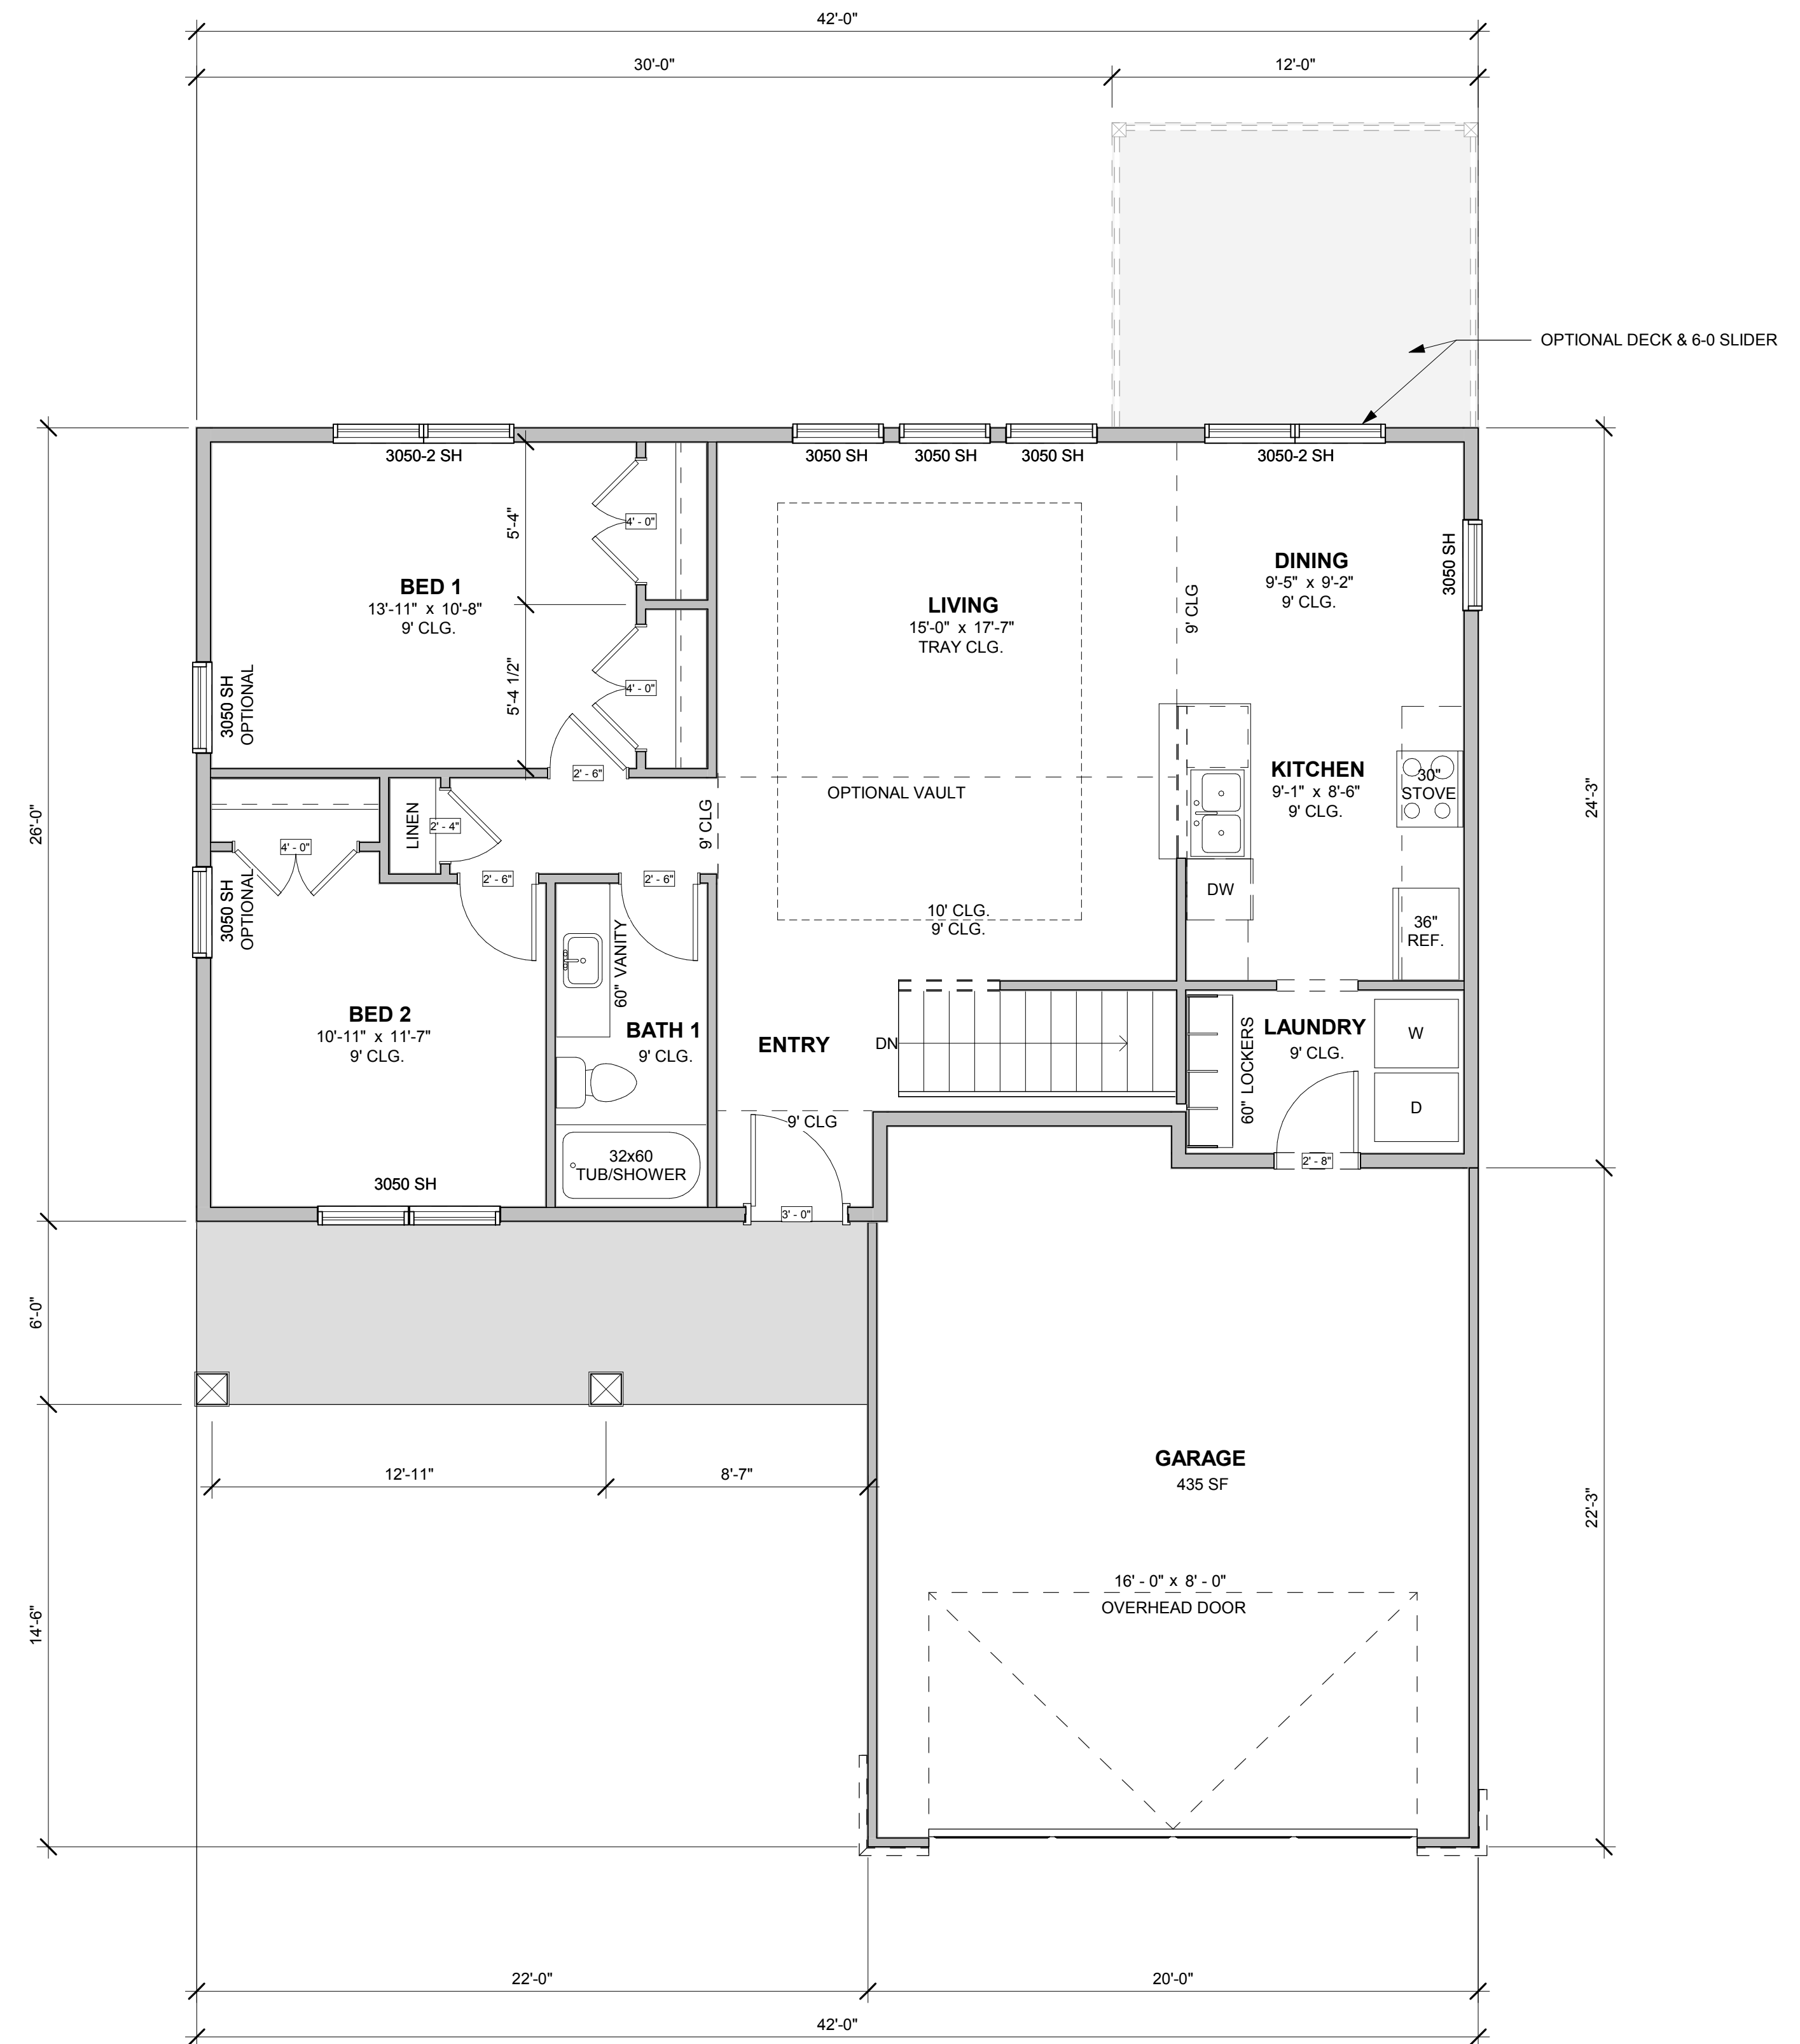 42'-0"
30'-0"
12'-0"
OPTIONAL DECK & 6-0 SLIDER
3050-2 SH
3050 SH
3050 SH
3050 SH
3050-2 SH
5'-4"
4' - 0"
3050 SH
BED 1
13'-11" x 10'-8"
9' CLG.
LIVING
15'-0" x 17'-7"
TRAY CLG.
9' CLG
DINING
9'-5" x 9'-2"
9' CLG.
3050 SH
OPTIONAL
5'-4 1/2"
4' - 0"
2' - 6"
OPTIONAL VAULT
KITCHEN
9'-1" x 8'-6"
9' CLG.
30"
STOVE
26'-0"
24'-3"
LINEN
2' - 4"
9' CLG
4' - 0"
3050 SH
OPTIONAL
2' - 6"
2' - 6"
DW
10' CLG.
9' CLG.
36"
REF.
60" VANITY
BED 2
10'-11" x 11'-7"
9' CLG.
BATH 1
9' CLG.
ENTRY
DN
60" LOCKERS
LAUNDRY
9' CLG.
W
D
9' CLG
32x60
TUB/SHOWER
2' - 8"
3050 SH
3' - 0"
6'-0"
12'-11"
8'-7"
GARAGE
435 SF
22'-3"
14'-6"
16' - 0" x 8' - 0"
OVERHEAD DOOR
22'-0"
20'-0"
42'-0"